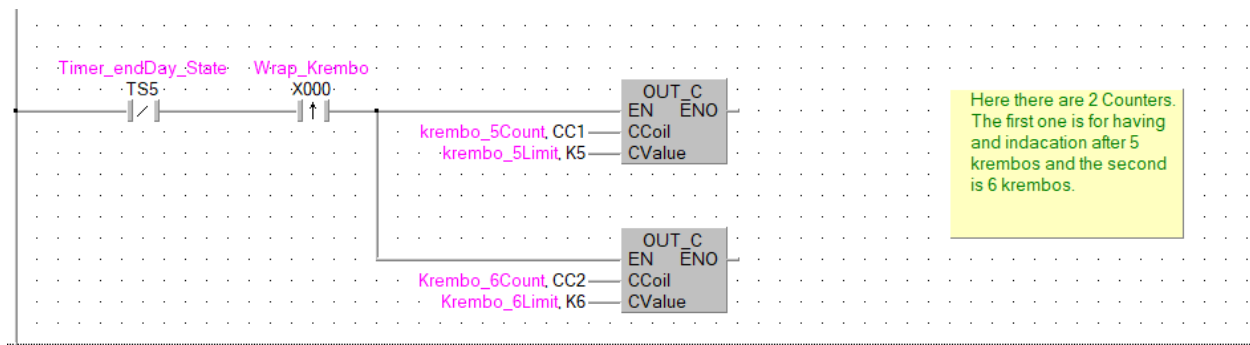 Timer_endDay_State Wrap_Krembo
TS5 X000
OUT_C
EN ENO
krembo_5Count, CC1 CCoil
krembo_5Limit, K5 CValue
Here there are 2 Counters.
The first one is for having
and indacation after 5
krembos and the second
is 6 krembos.
OUT_C
EN ENO
Krembo_6Count, CC2 CCoil
Krembo_6Limit, K6 CValue